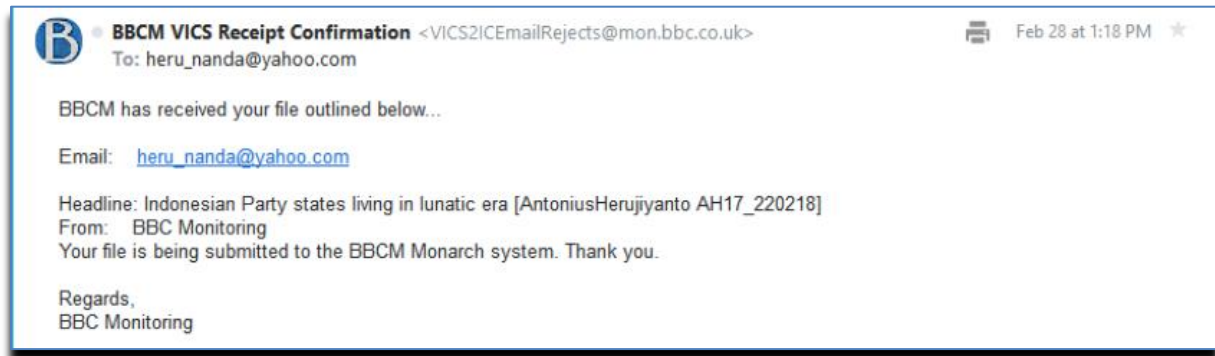 B
BBCM VICS Receipt Confirmation <VICS2ICEmailRejects@mon.bbc.co.uk> Feb 28 at 1:18 PM
To: heru_nanda@yahoo.com
BBCM has received your file outlined below...
Email: heru_nanda@yahoo.com
Headline: Indonesian Party states living in lunatic era [AntoniusHerujiyanto AH17_220218]
From: BBC Monitoring
Your file is being submitted to the BBCM Monarch system. Thank you.
Regards,
BBC Monitoring